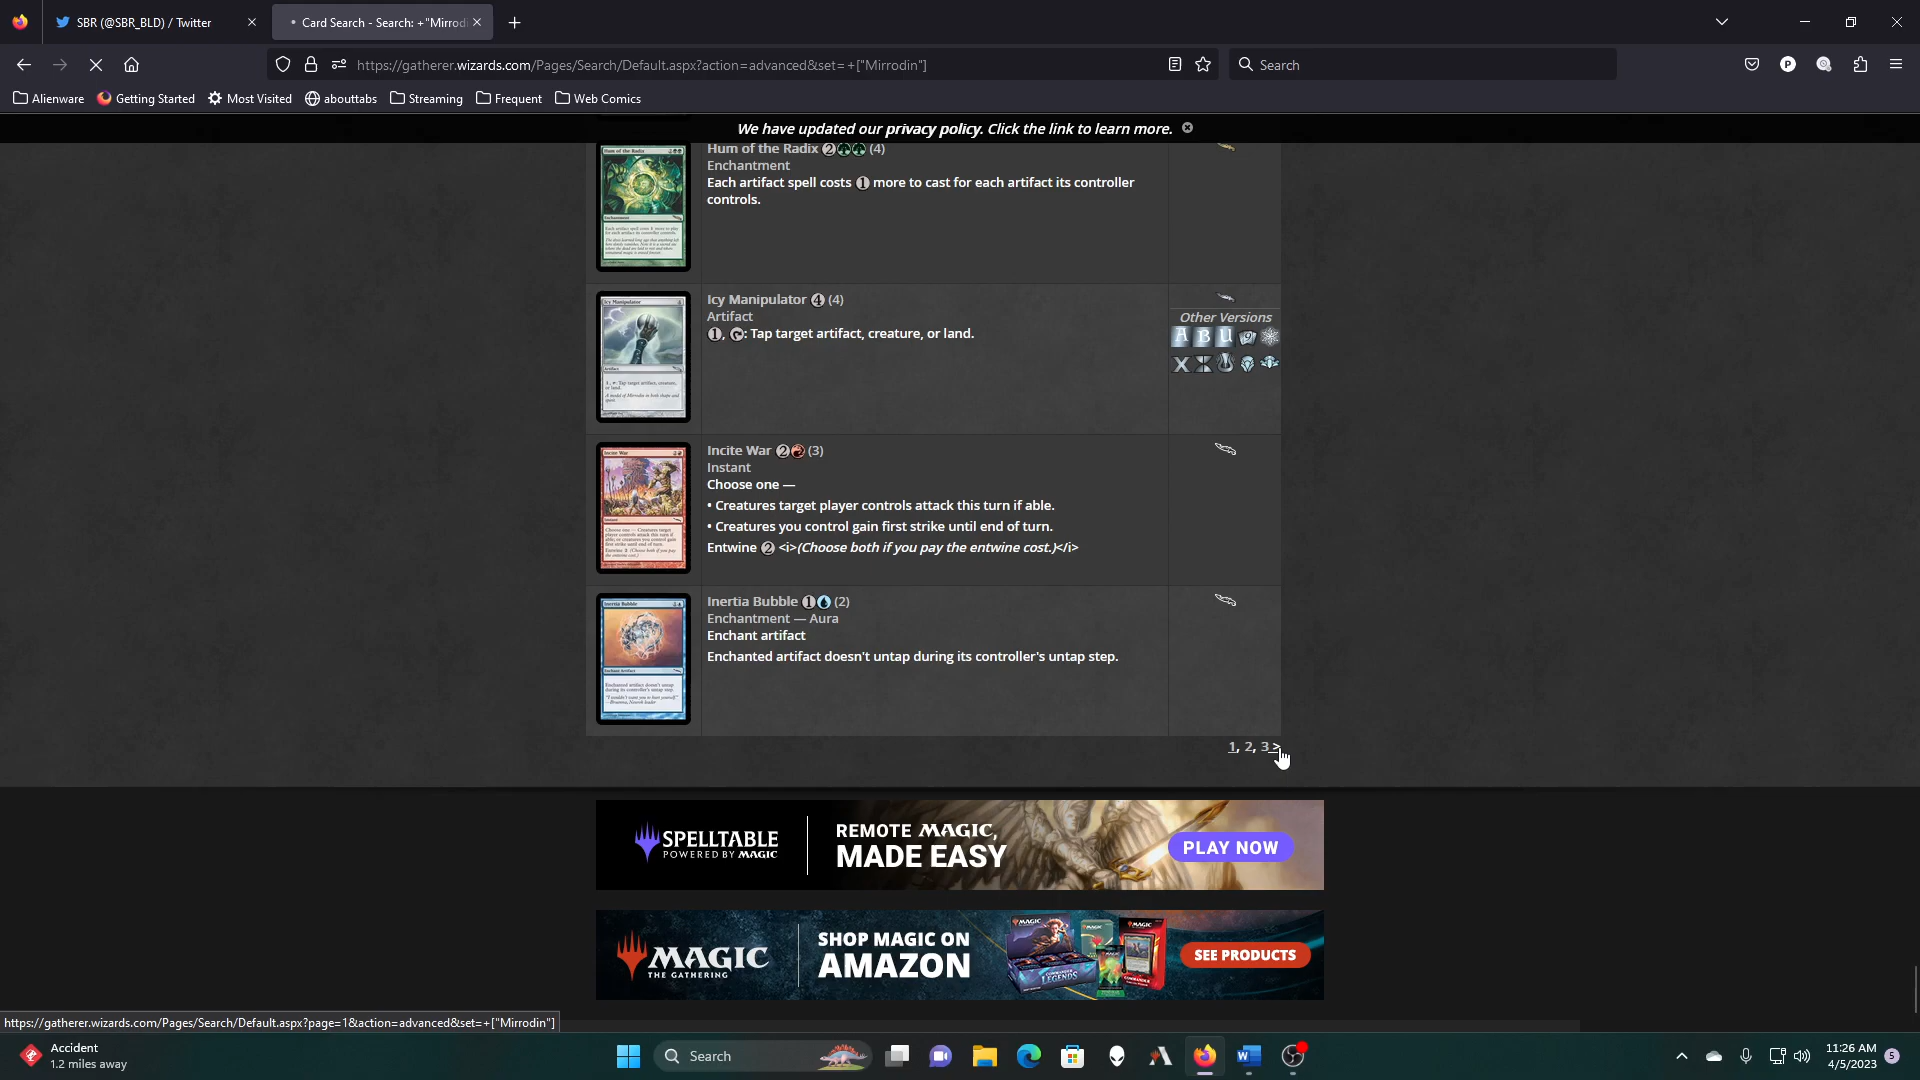 SBR (@SBR_BLD) / Twitter
Card Search - Search: +"Mirrod
https://gatherer.wizards.com/Pages/Search/Default.aspx?action=advanced&set=+["Mirrodin"]
Search
Alienware
Getting Started
Most Visited
abouttabs
Streaming
Frequent
Web Comics
We have updated our privacy policy. Click the link to learn more.
Hum of the Radix 2 (4)
Enchantment
Each artifact spell costs 1 more to cast for each artifact its controller
controls.
Icy Manipulator 4 (4)
Artifact
1, : Tap target artifact, creature, or land.
Other Versions
A B U
Incite War 2 (3)
Instant
Choose one —
• Creatures target player controls attack this turn if able.
• Creatures you control gain first strike until end of turn.
Entwine 2 <i>(Choose both if you pay the entwine cost.)</i>
Inertia Bubble 1 (2)
Enchantment — Aura
Enchant artifact
Enchanted artifact doesn't untap during its controller's untap step.
1, 2, 3 >
SPELLTABLE
POWERED BY MAGIC
REMOTE MAGIC,
MADE EASY
PLAY NOW
MAGIC
THE GATHERING
SHOP MAGIC ON
AMAZON
SEE PRODUCTS
https://gatherer.wizards.com/Pages/Search/Default.aspx?page=1&action=advanced&set=+["Mirrodin"]
Accident
1.2 miles away
Search
11:26 AM
4/5/2023
5